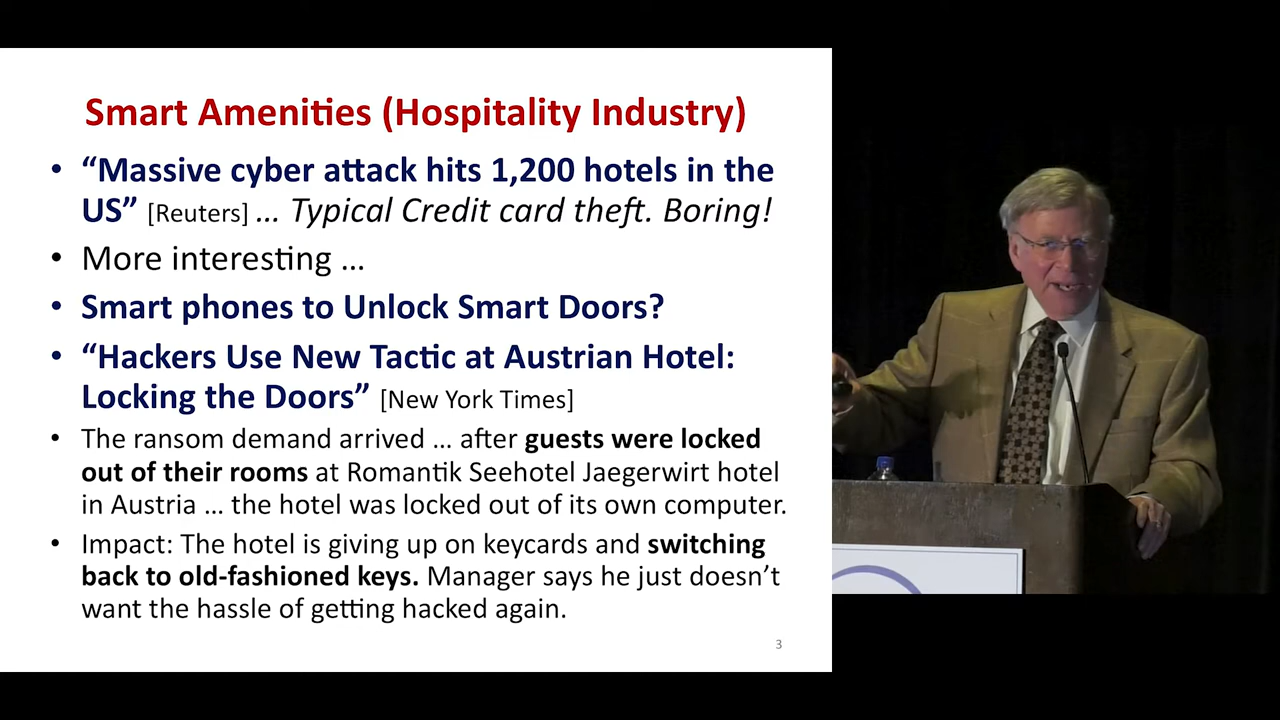 Smart Amenities (Hospitality Industry)
• “Massive cyber attack hits 1,200 hotels in the
US” [Reuters] … Typical Credit card theft. Boring!
• More interesting …
• Smart phones to Unlock Smart Doors?
• “Hackers Use New Tactic at Austrian Hotel:
Locking the Doors” [New York Times]
• The ransom demand arrived … after guests were locked
out of their rooms at Romantik Seehotel Jaegerwirt hotel
in Austria … the hotel was locked out of its own computer.
• Impact: The hotel is giving up on keycards and switching
back to old-fashioned keys. Manager says he just doesn’t
want the hassle of getting hacked again.
3